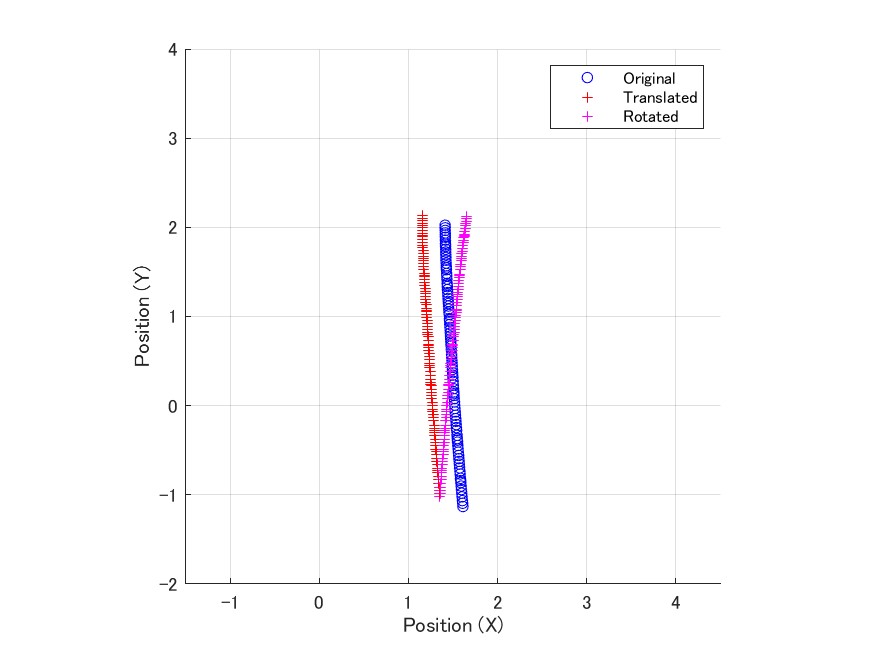 4
3
2
1
0
−1
−2
−1
0
1
2
3
4
Position (X)
Position (Y)
Original
Translated
Rotated